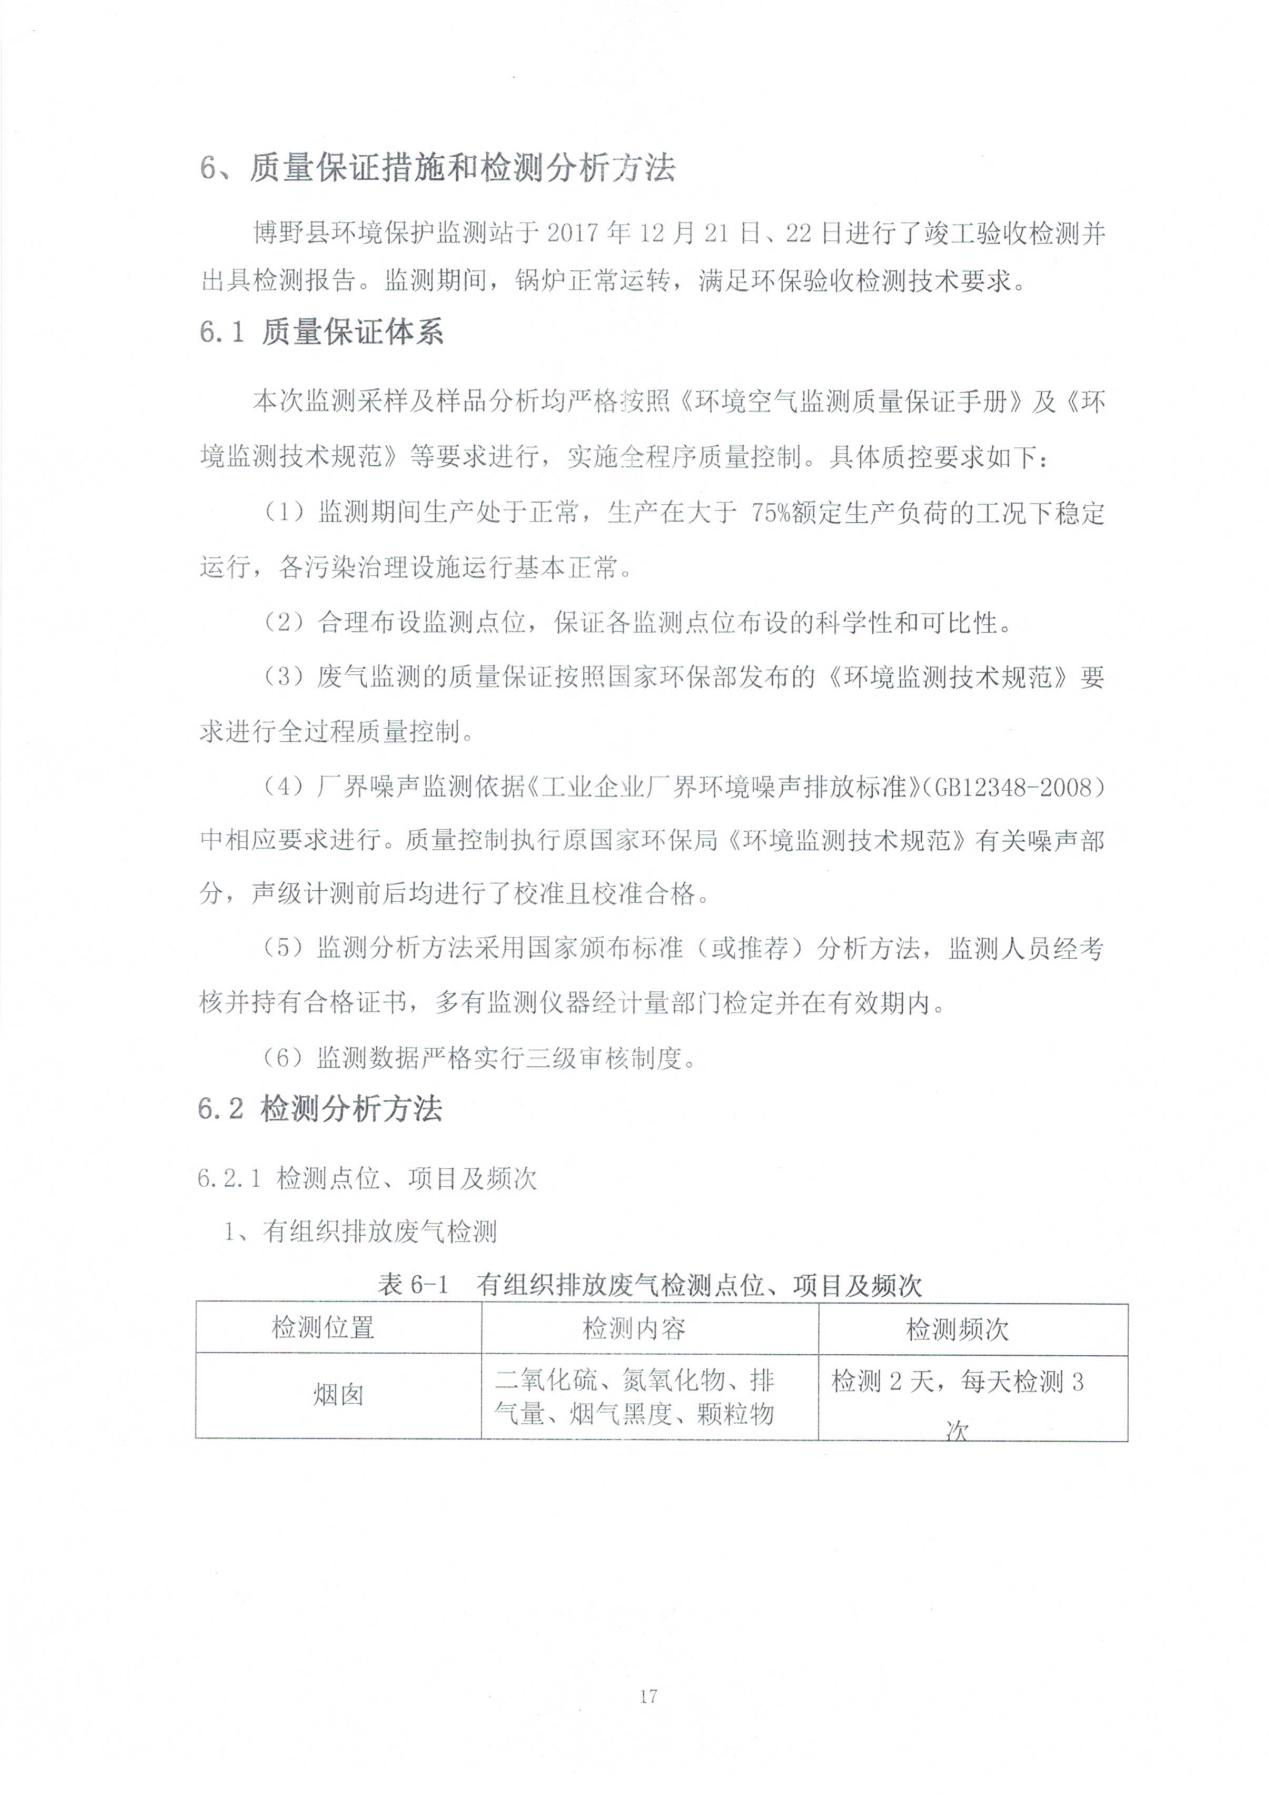 6、质量保证措施和检测分析方法
博野县环境保护监测站于 2017 年 12 月 21 日、22 日进行了竣工验收检测并
出具检测报告。监测期间，锅炉正常运转，满足环保验收检测技术要求。
6.1 质量保证体系
本次监测采样及样品分析均严格按照《环境空气监测质量保证手册》及《环
境监测技术规范》等要求进行，实施全程序质量控制。具体质控要求如下：
（1）监测期间生产处于正常，生产在大于 75%额定生产负荷的工况下稳定
运行，各污染治理设施运行基本正常。
（2）合理布设监测点位，保证各监测点位布设的科学性和可比性。
（3）废气监测的质量保证按照国家环保部发布的《环境监测技术规范》要
求进行全过程质量控制。
（4）厂界噪声监测依据《工业企业厂界环境噪声排放标准》（GB12348-2008）
中相应要求进行。质量控制执行原国家环保局《环境监测技术规范》有关噪声部
分，声级计测前后均进行了校准且校准合格。
（5）监测分析方法采用国家颁布标准（或推荐）分析方法，监测人员经考
核并持有合格证书，多有监测仪器经计量部门检定并在有效期内。
（6）监测数据严格实行三级审核制度。
6.2 检测分析方法
6.2.1 检测点位、项目及频次
1、有组织排放废气检测
表 6-1 有组织排放废气检测点位、项目及频次
检测位置 检测内容 检测频次
烟囱 二氧化硫、氮氧化物、排 检测 2 天，每天检测 3
气量、烟气黑度、颗粒物 次
17